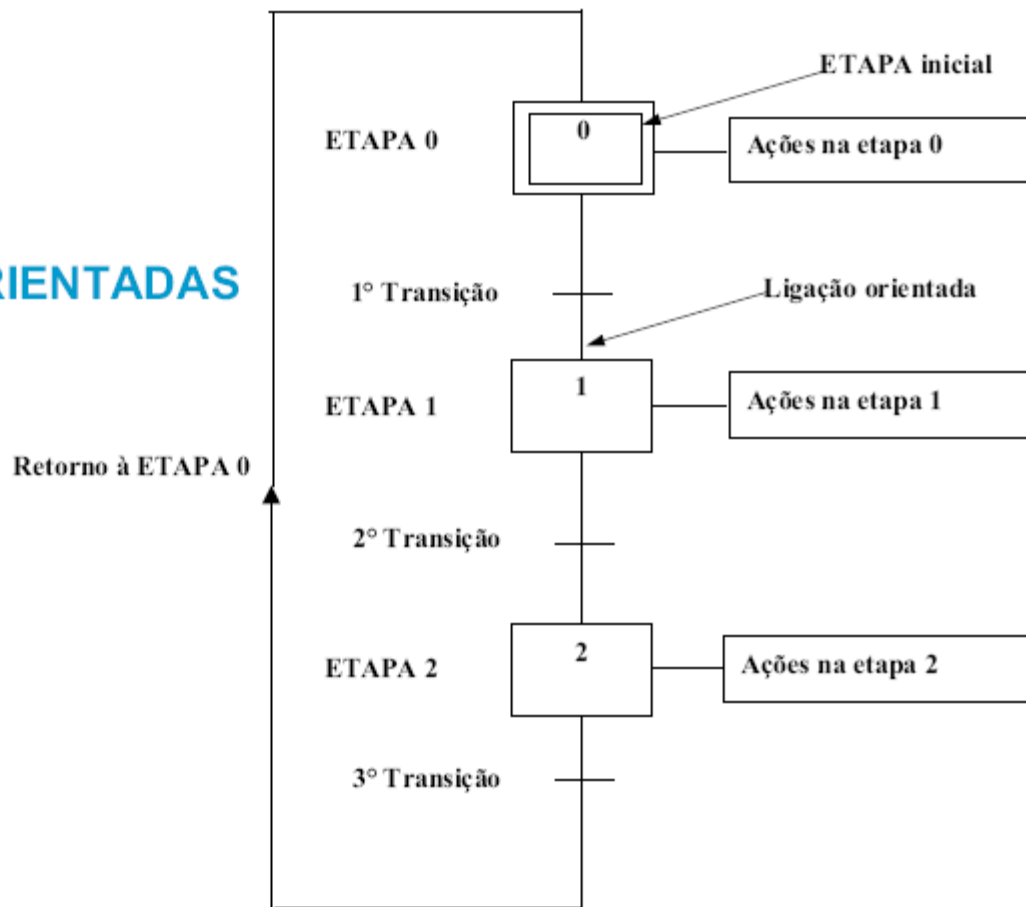 ETAPA inicial
ETAPA 0
0
Ações na etapa 0
RIENTADAS
1° Transição
Ligação orientada
ETAPA 1
1
Ações na etapa 1
Retorno à ETAPA 0
2° Transição
ETAPA 2
2
Ações na etapa 2
3° Transição